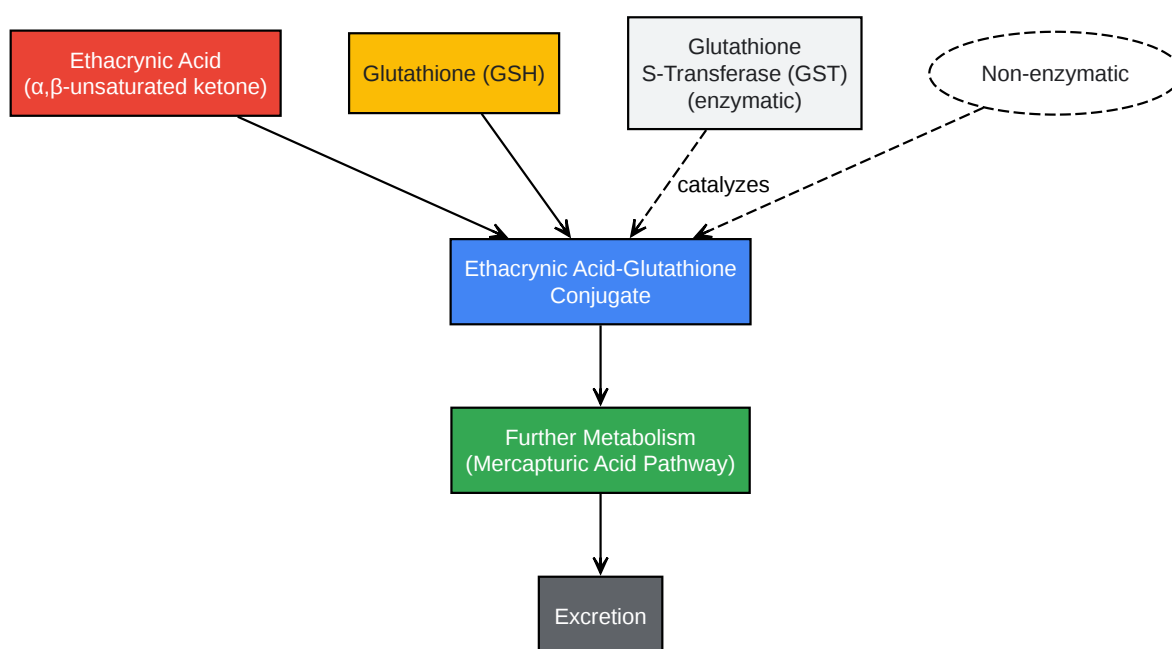 Ethacrynic Acid
(α,β-unsaturated ketone)
Glutathione (GSH)
Glutathione
S-Transferase (GST)
(enzymatic)
Non-enzymatic
catalyzes
Ethacrynic Acid-Glutathione
Conjugate
Further Metabolism
(Mercapturic Acid Pathway)
Excretion